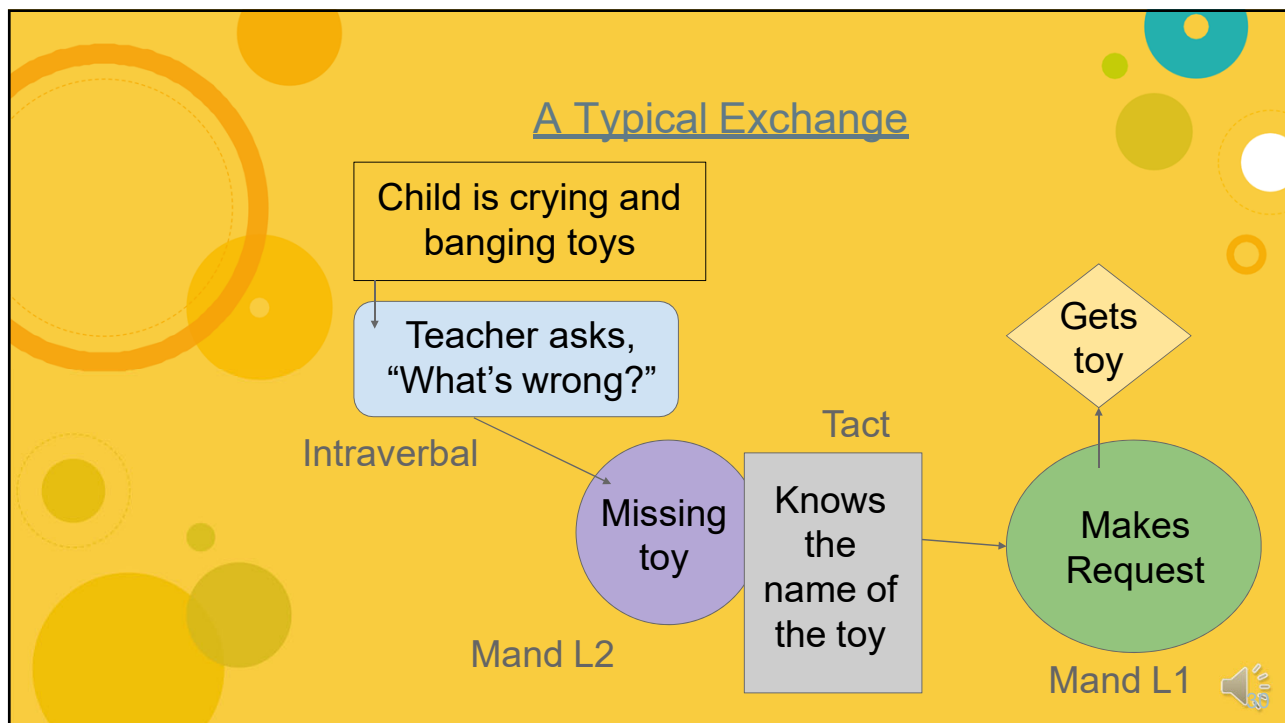 A Typical Exchange
Child is crying and
banging toys
Teacher asks,
“What’s wrong?”
Intraverbal
Missing
toy
Mand L2
Tact
Knows
the
name of
the toy
Makes
Request
Mand L1
Gets
toy